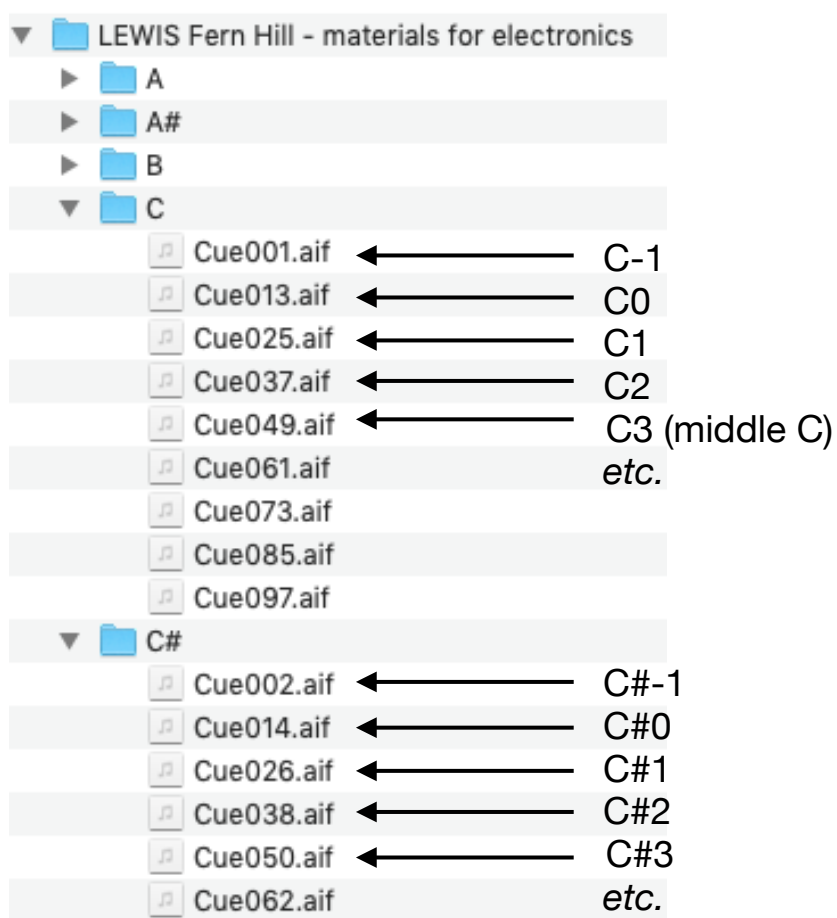 LEWIS Fern Hill - materials for electronics
A
A#
B
C
Cue001.aif C-1
Cue013.aif C0
Cue025.aif C1
Cue037.aif C2
Cue049.aif C3 (middle C)
Cue061.aif etc.
Cue073.aif
Cue085.aif
Cue097.aif
C#
Cue002.aif C#-1
Cue014.aif C#0
Cue026.aif C#1
Cue038.aif C#2
Cue050.aif C#3
Cue062.aif etc.